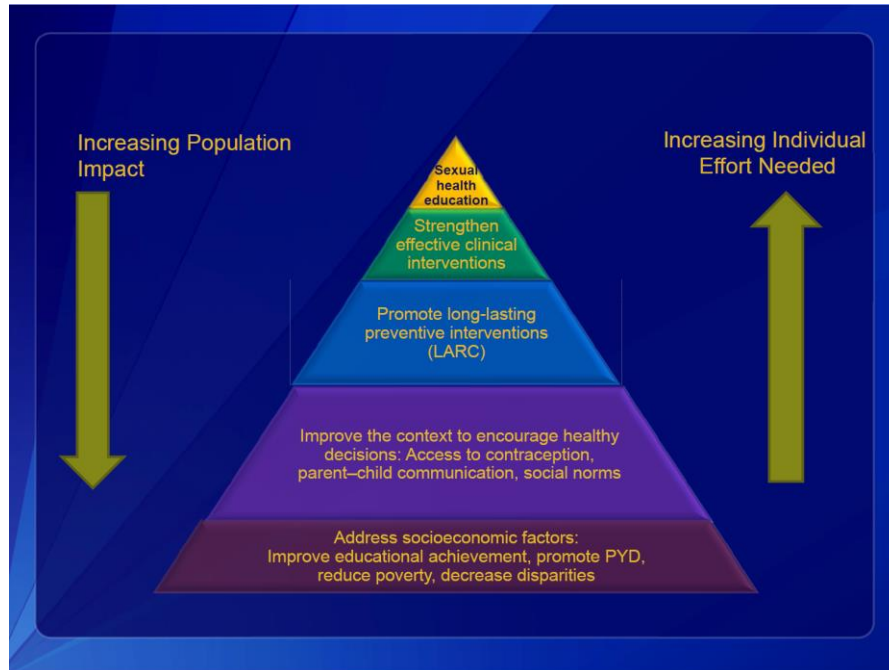 Increasing Population
Impact
Increasing Individual
Effort Needed
Sexual
health
education
Strengthen
effective clinical
interventions
Promote long-lasting
preventive interventions
(LARC)
Improve the context to encourage healthy
decisions: Access to contraception,
parent–child communication, social norms
Address socioeconomic factors:
Improve educational achievement, promote PYD,
reduce poverty, decrease disparities